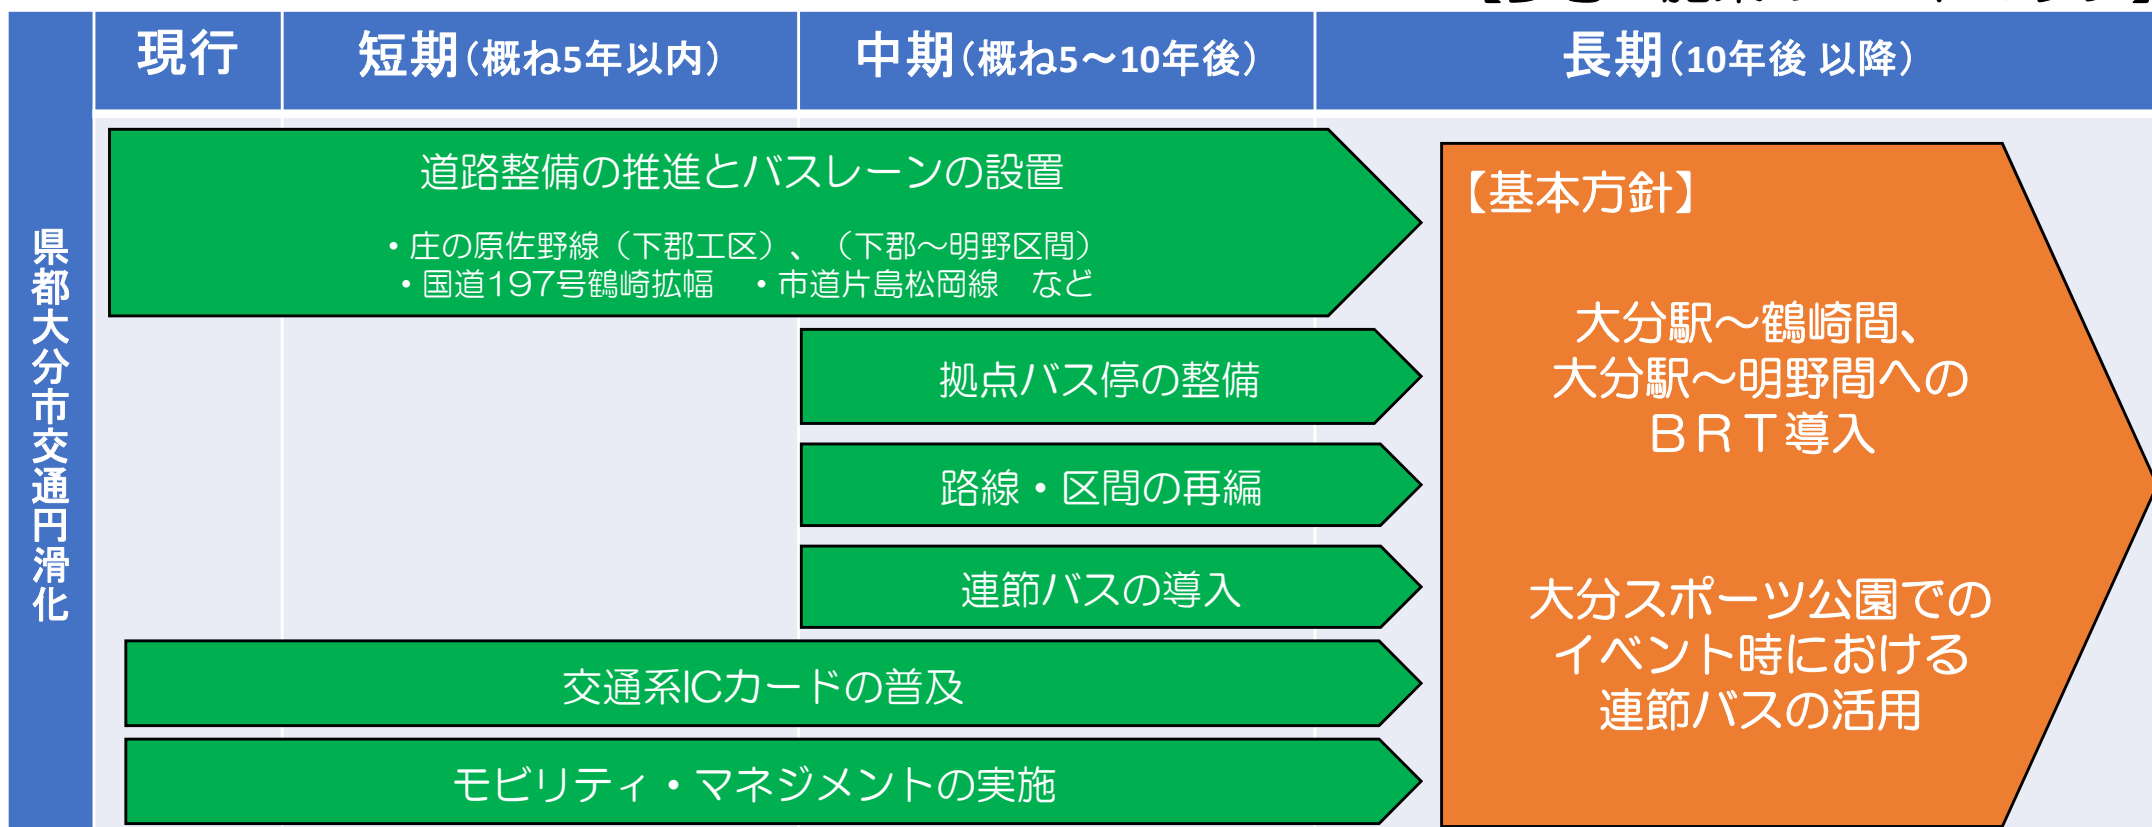 現行
短期(概ね5年以内)
中期(概ね5~10年後)
長期(10年後 以降)
県都大分市交通円滑化
道路整備の推進とバスレーンの設置
・庄の原佐野線(下郡工区)、(下郡~明野区間)
・国道197号鶴崎拡幅 ・市道片島松岡線 など
拠点バス停の整備
路線・区間の再編
連節バスの導入
交通系ICカードの普及
モビリティ・マネジメントの実施
【基本方針】
大分駅~鶴崎間、
大分駅~明野間への
BRT導入
大分スポーツ公園での
イベント時における
連節バスの活用